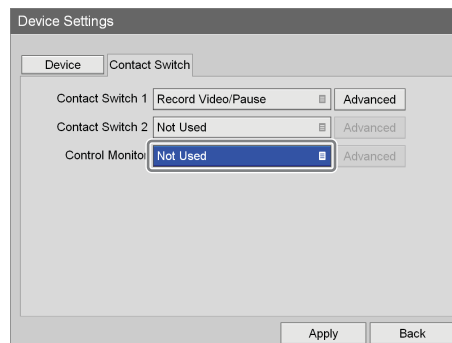 Device Settings
Device Contact Switch
Contact Switch 1 Record Video/Pause Advanced
Contact Switch 2 Not Used Advanced
Control Monitor Not Used Advanced
Apply Back